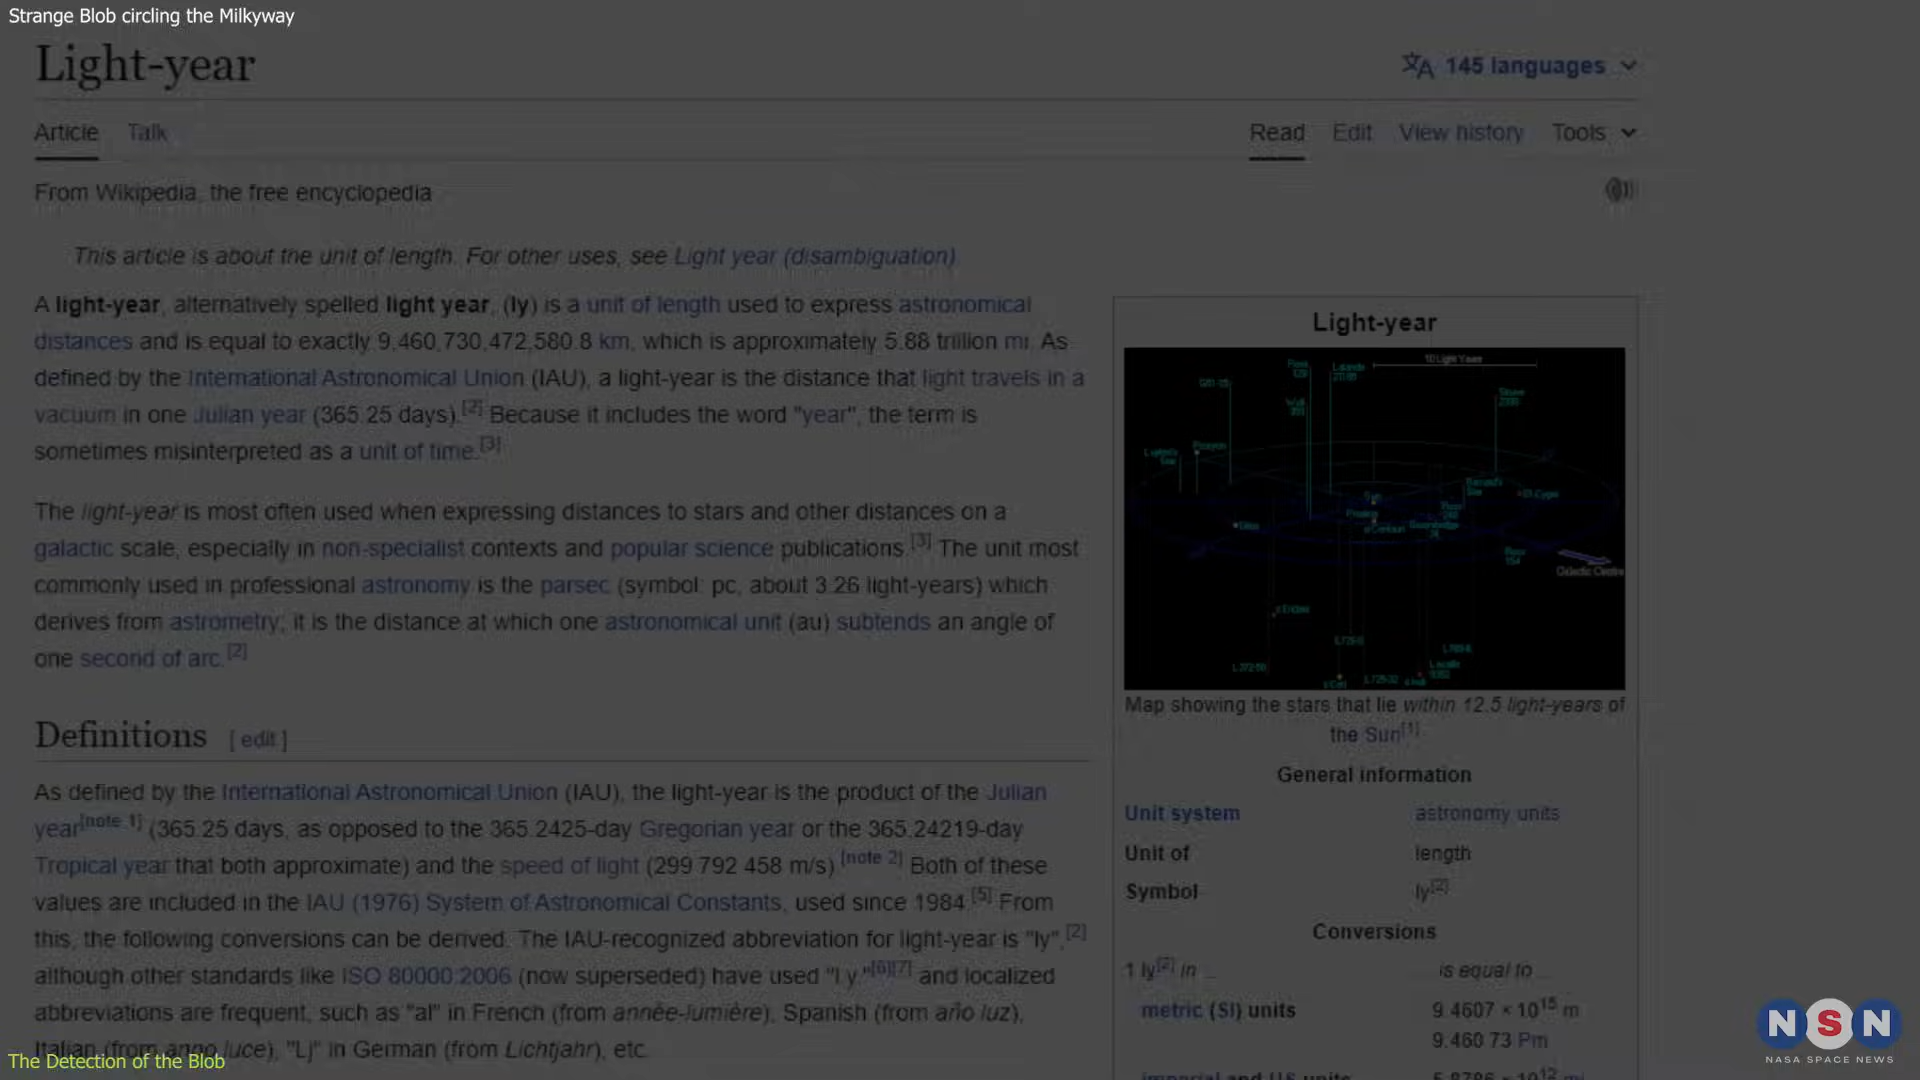 Strange Blob circling the Milkyway
Light-year
145 languages
Article Talk
Read Edit View history Tools
From Wikipedia, the free encyclopedia
This article is about the unit of length. For other uses, see Light year (disambiguation)
A light-year, alternatively spelled light year, (ly) is a unit of length used to express astronomical
distances and is equal to exactly 9,460,730,472,580.8 km, which is approximately 5.88 trillion mi. As
defined by the International Astronomical Union (IAU), a light-year is the distance that light travels in a
vacuum in one Julian year (365.25 days).[2] Because it includes the word "year", the term is
sometimes misinterpreted as a unit of time.[3]
The light-year is most often used when expressing distances to stars and other distances on a
galactic scale, especially in non-specialist contexts and popular science publications.[3] The unit most
commonly used in professional astronomy is the parsec (symbol: pc, about 3.26 light-years) which
derives from astrometry; it is the distance at which one astronomical unit (au) subtends an angle of
one second of arc.[2]
Definitions [ edit ]
As defined by the International Astronomical Union (IAU), the light-year is the product of the Julian
year[note 1] (365.25 days, as opposed to the 365.2425-day Gregorian year or the 365.24219-day
Tropical year that both approximate) and the speed of light (299 792 458 m/s).[note 2] Both of these
values are included in the IAU (1976) System of Astronomical Constants, used since 1984.[5] From
this, the following conversions can be derived. The IAU-recognized abbreviation for light-year is "ly",[2]
although other standards like ISO 80000:2006 (now superseded) have used "l.y."[6][7] and localized
abbreviations are frequent, such as "al" in French (from année-lumière), Spanish (from año luz),
Italian (from anno luce), "Lj" in German (from Lichtjahr), etc.
Light-year
10 Light Years
Procyon
Sun
Galactic Centre
Map showing the stars that lie within 12.5 light-years of
the Sun[1]
General information
Unit system astronomy units
Unit of length
Symbol ly[2]
Conversions
1 ly[2] in ... is equal to ...
metric (SI) units 9.4607 × 10^15 m
9.460 73 Pm
imperial and US units 5.8786 × 10^12 mi
The Detection of the Blob
NSN
NASA SPACE NEWS